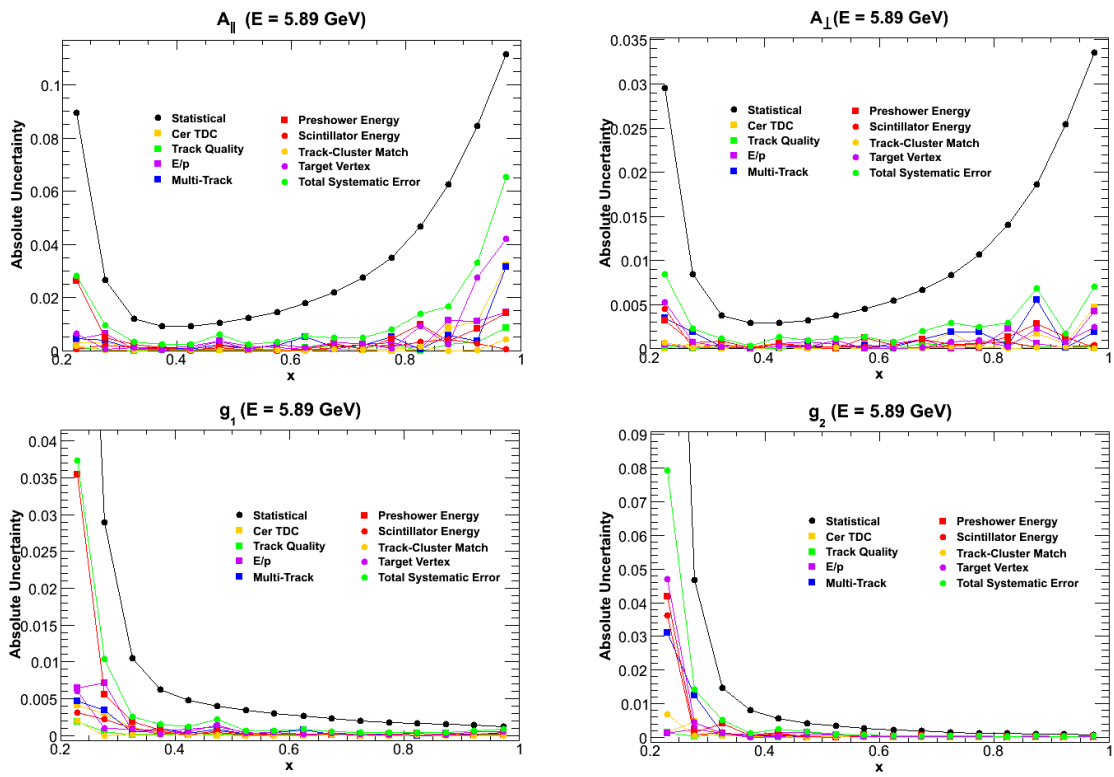 A∥ (E = 5.89 GeV)
Absolute Uncertainty
0.1
0.08
0.06
0.04
0.02
0
0.2 0.4 0.6 0.8 1
x
Statistical
Cer TDC
Track Quality
E/p
Multi-Track
Preshower Energy
Scintillator Energy
Track-Cluster Match
Target Vertex
Total Systematic Error
A⊥(E = 5.89 GeV)
Absolute Uncertainty
0.035
0.03
0.025
0.02
0.015
0.01
0.005
0
0.2 0.4 0.6 0.8 1
x
Statistical
Cer TDC
Track Quality
E/p
Multi-Track
Preshower Energy
Scintillator Energy
Track-Cluster Match
Target Vertex
Total Systematic Error
g₁ (E = 5.89 GeV)
Absolute Uncertainty
0.04
0.035
0.03
0.025
0.02
0.015
0.01
0.005
0
0.2 0.4 0.6 0.8 1
x
Statistical
Cer TDC
Track Quality
E/p
Multi-Track
Preshower Energy
Scintillator Energy
Track-Cluster Match
Target Vertex
Total Systematic Error
g₂ (E = 5.89 GeV)
Absolute Uncertainty
0.09
0.08
0.07
0.06
0.05
0.04
0.03
0.02
0.01
0
0.2 0.4 0.6 0.8 1
x
Statistical
Cer TDC
Track Quality
E/p
Multi-Track
Preshower Energy
Scintillator Energy
Track-Cluster Match
Target Vertex
Total Systematic Error